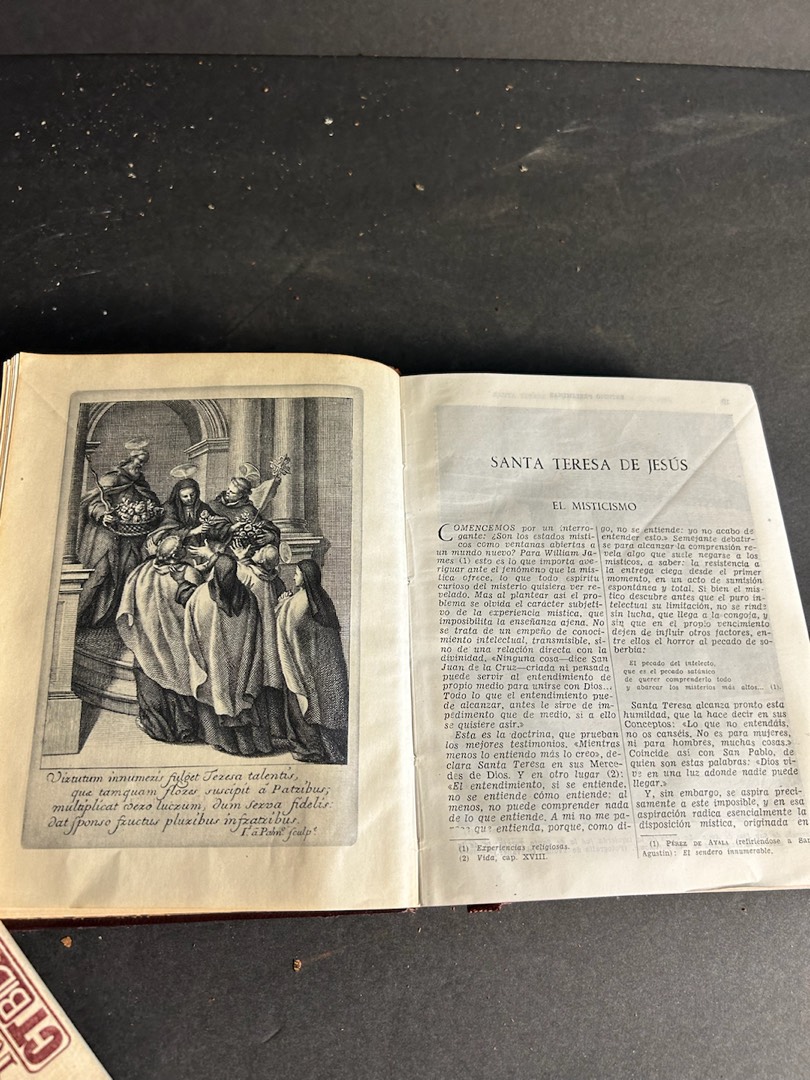 Virtutum innumeris fulget Teresa talentis,
quæ tamquam flores suscipit á Patribus;
multiplicat vero lucrum, dum serva fidelis
dat sponso fructus pluribus infratribus.
sculp.ᵗ
SANTA TERESA DE JESÚS
EL MISTICISMO
COMENCEMOS por un interro-
gante: ¿Son los estados místi-
cos como ventanas abiertas a
un mundo nuevo? Para William Ja-
mes (1) esto es lo que importa ave-
riguar ante el fenómeno que la mís-
tica ofrece, lo que todo espíritu
curioso del misterio quisiera ver re-
velado. Mas al plantear así el pro-
blema se olvida el carácter subjeti-
vo de la experiencia mística, que
imposibilita la enseñanza ajena. No
se trata de un empeño de conoci-
miento intelectual, transmisible, si-
no de una relación directa con la
divinidad. «Ninguna cosa—dice San
Juan de la Cruz—criada ni pensada
puede servir al entendimiento de
propio medio para unirse con Dios...
Todo lo que el entendimiento pue-
de alcanzar, antes le sirve de im-
pedimento que de medio, si a ello
se quisiere asir.»
Esta es la doctrina, que prueban
los mejores testimonios. «Mientras
menos lo entiendo más lo creo», de-
clara Santa Teresa en sus Merce-
des de Dios. Y en otro lugar (2):
«El entendimiento, si se entiende,
no se entiende cómo entiende; al
menos, no puede comprender nada
de lo que entiende. A mí no me pa-
que entienda, porque, como di-
(1) Experiencias religiosas.
(2) Vida, cap. XVIII.
go, no se entiende: yo no acabo de
entender esto.» Semejante debatir-
se para alcanzar la comprensión re-
vela algo que suele negarse a los
místicos, a saber: la resistencia a
la entrega ciega desde el primer
momento, en un acto de sumisión
espontánea y total. Si bien el mís-
tico descubre antes que el puro in-
telectual su limitación, no se rinde
sin lucha, que llega a la congoja, y
sin que en el propio vencimiento
dejen de influir otros factores, en-
tre ellos el horror al pecado de so-
berbia:
El pecado del intelecto,
que es el pecado satánico
de querer comprenderlo todo
y abarcar los misterios más altos... (1).
Santa Teresa alcanza pronto esta
humildad, que la hace decir en sus
Conceptos: «Lo que no entendáis,
no os canséis. No es para mujeres,
ni para hombres, muchas cosas.»
Coincide así con San Pablo, de
quien son estas palabras: «Dios vi-
ve en una luz adonde nadie puede
llegar.»
Y, sin embargo, se aspira preci-
samente a este imposible, y en esa
aspiración radica esencialmente la
disposición mística, originada en
(1) PÉREZ DE AYALA (refiriéndose a San
Agustín): El sendero innumerable.